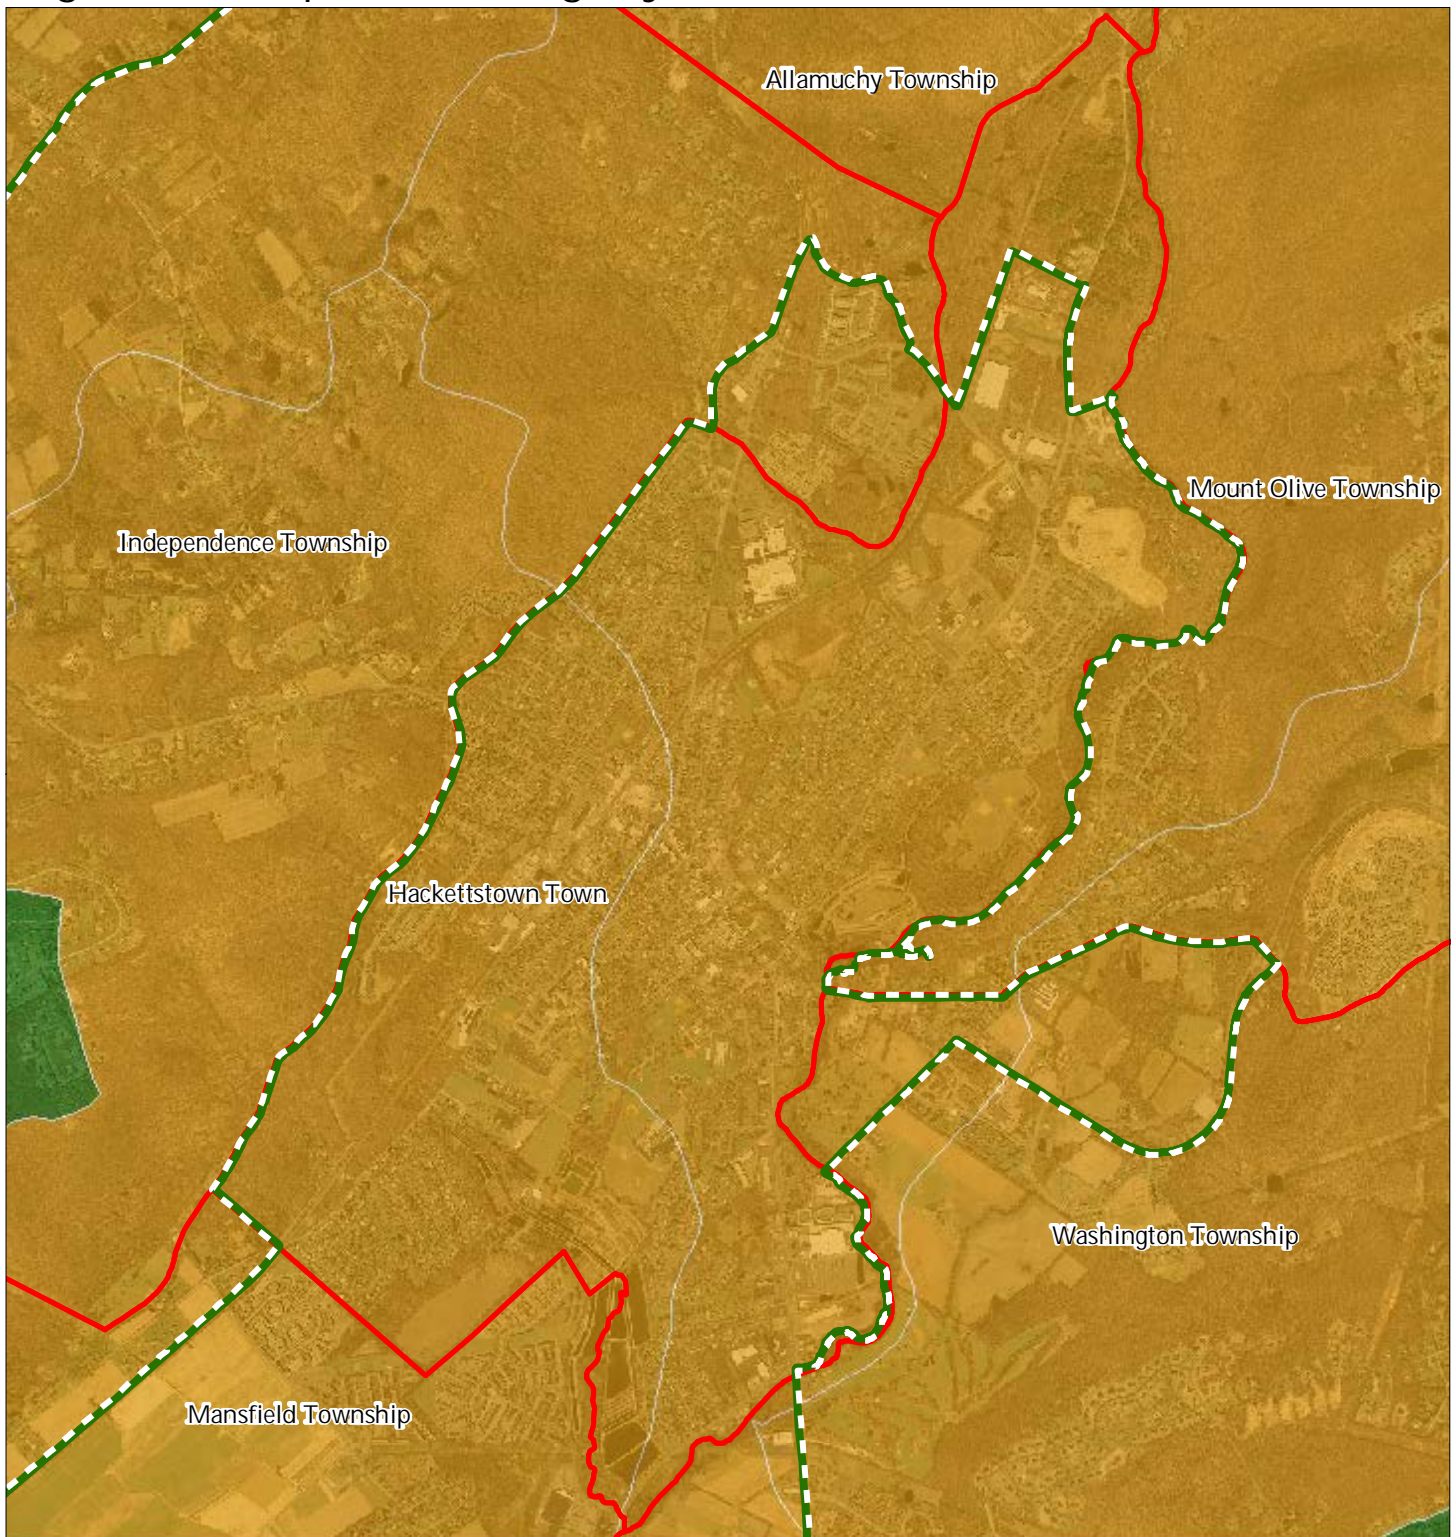 Allamuchy Township
Mount Olive Township
Independence Township
Hackettstown Town
Washington Township
Mansfield Township